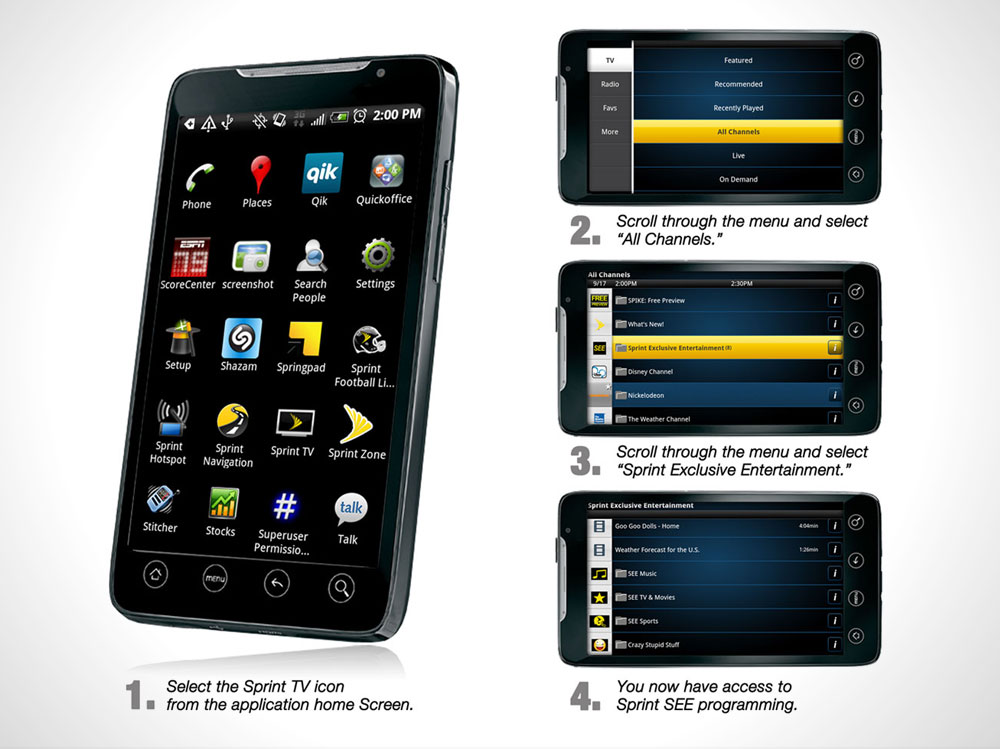 2:00 PM
Phone
Places
qik
Qik
Quickoffice
ESPN
ScoreCenter
screenshot
Search
People
Settings
Setup
Shazam
Springpad
Sprint
Football Li...
Sprint
Hotspot
Sprint
Navigation
Sprint TV
Sprint Zone
Stitcher
Stocks
#
Superuser
Permissio...
talk
Talk
menu
1. Select the Sprint TV icon
from the application home Screen.
TV
Radio
Favs
More
Featured
Recommended
Recently Played
All Channels
Live
On Demand
menu
2. Scroll through the menu and select
“All Channels.”
All Channels
9/17 2:00PM 2:30PM
FREE
PREVIEW
SPIKE: Free Preview i
What's New! i
SEE Sprint Exclusive Entertainment (8) i
Disney Channel i
Nickelodeon i
The Weather Channel i
menu
3. Scroll through the menu and select
“Sprint Exclusive Entertainment.”
Sprint Exclusive Entertainment
Goo Goo Dolls - Home 4:04min i
Weather Forecast for the U.S. 1:26min i
SEE Music i
SEE TV & Movies i
SEE Sports i
Crazy Stupid Stuff i
menu
4. You now have access to
Sprint SEE programming.